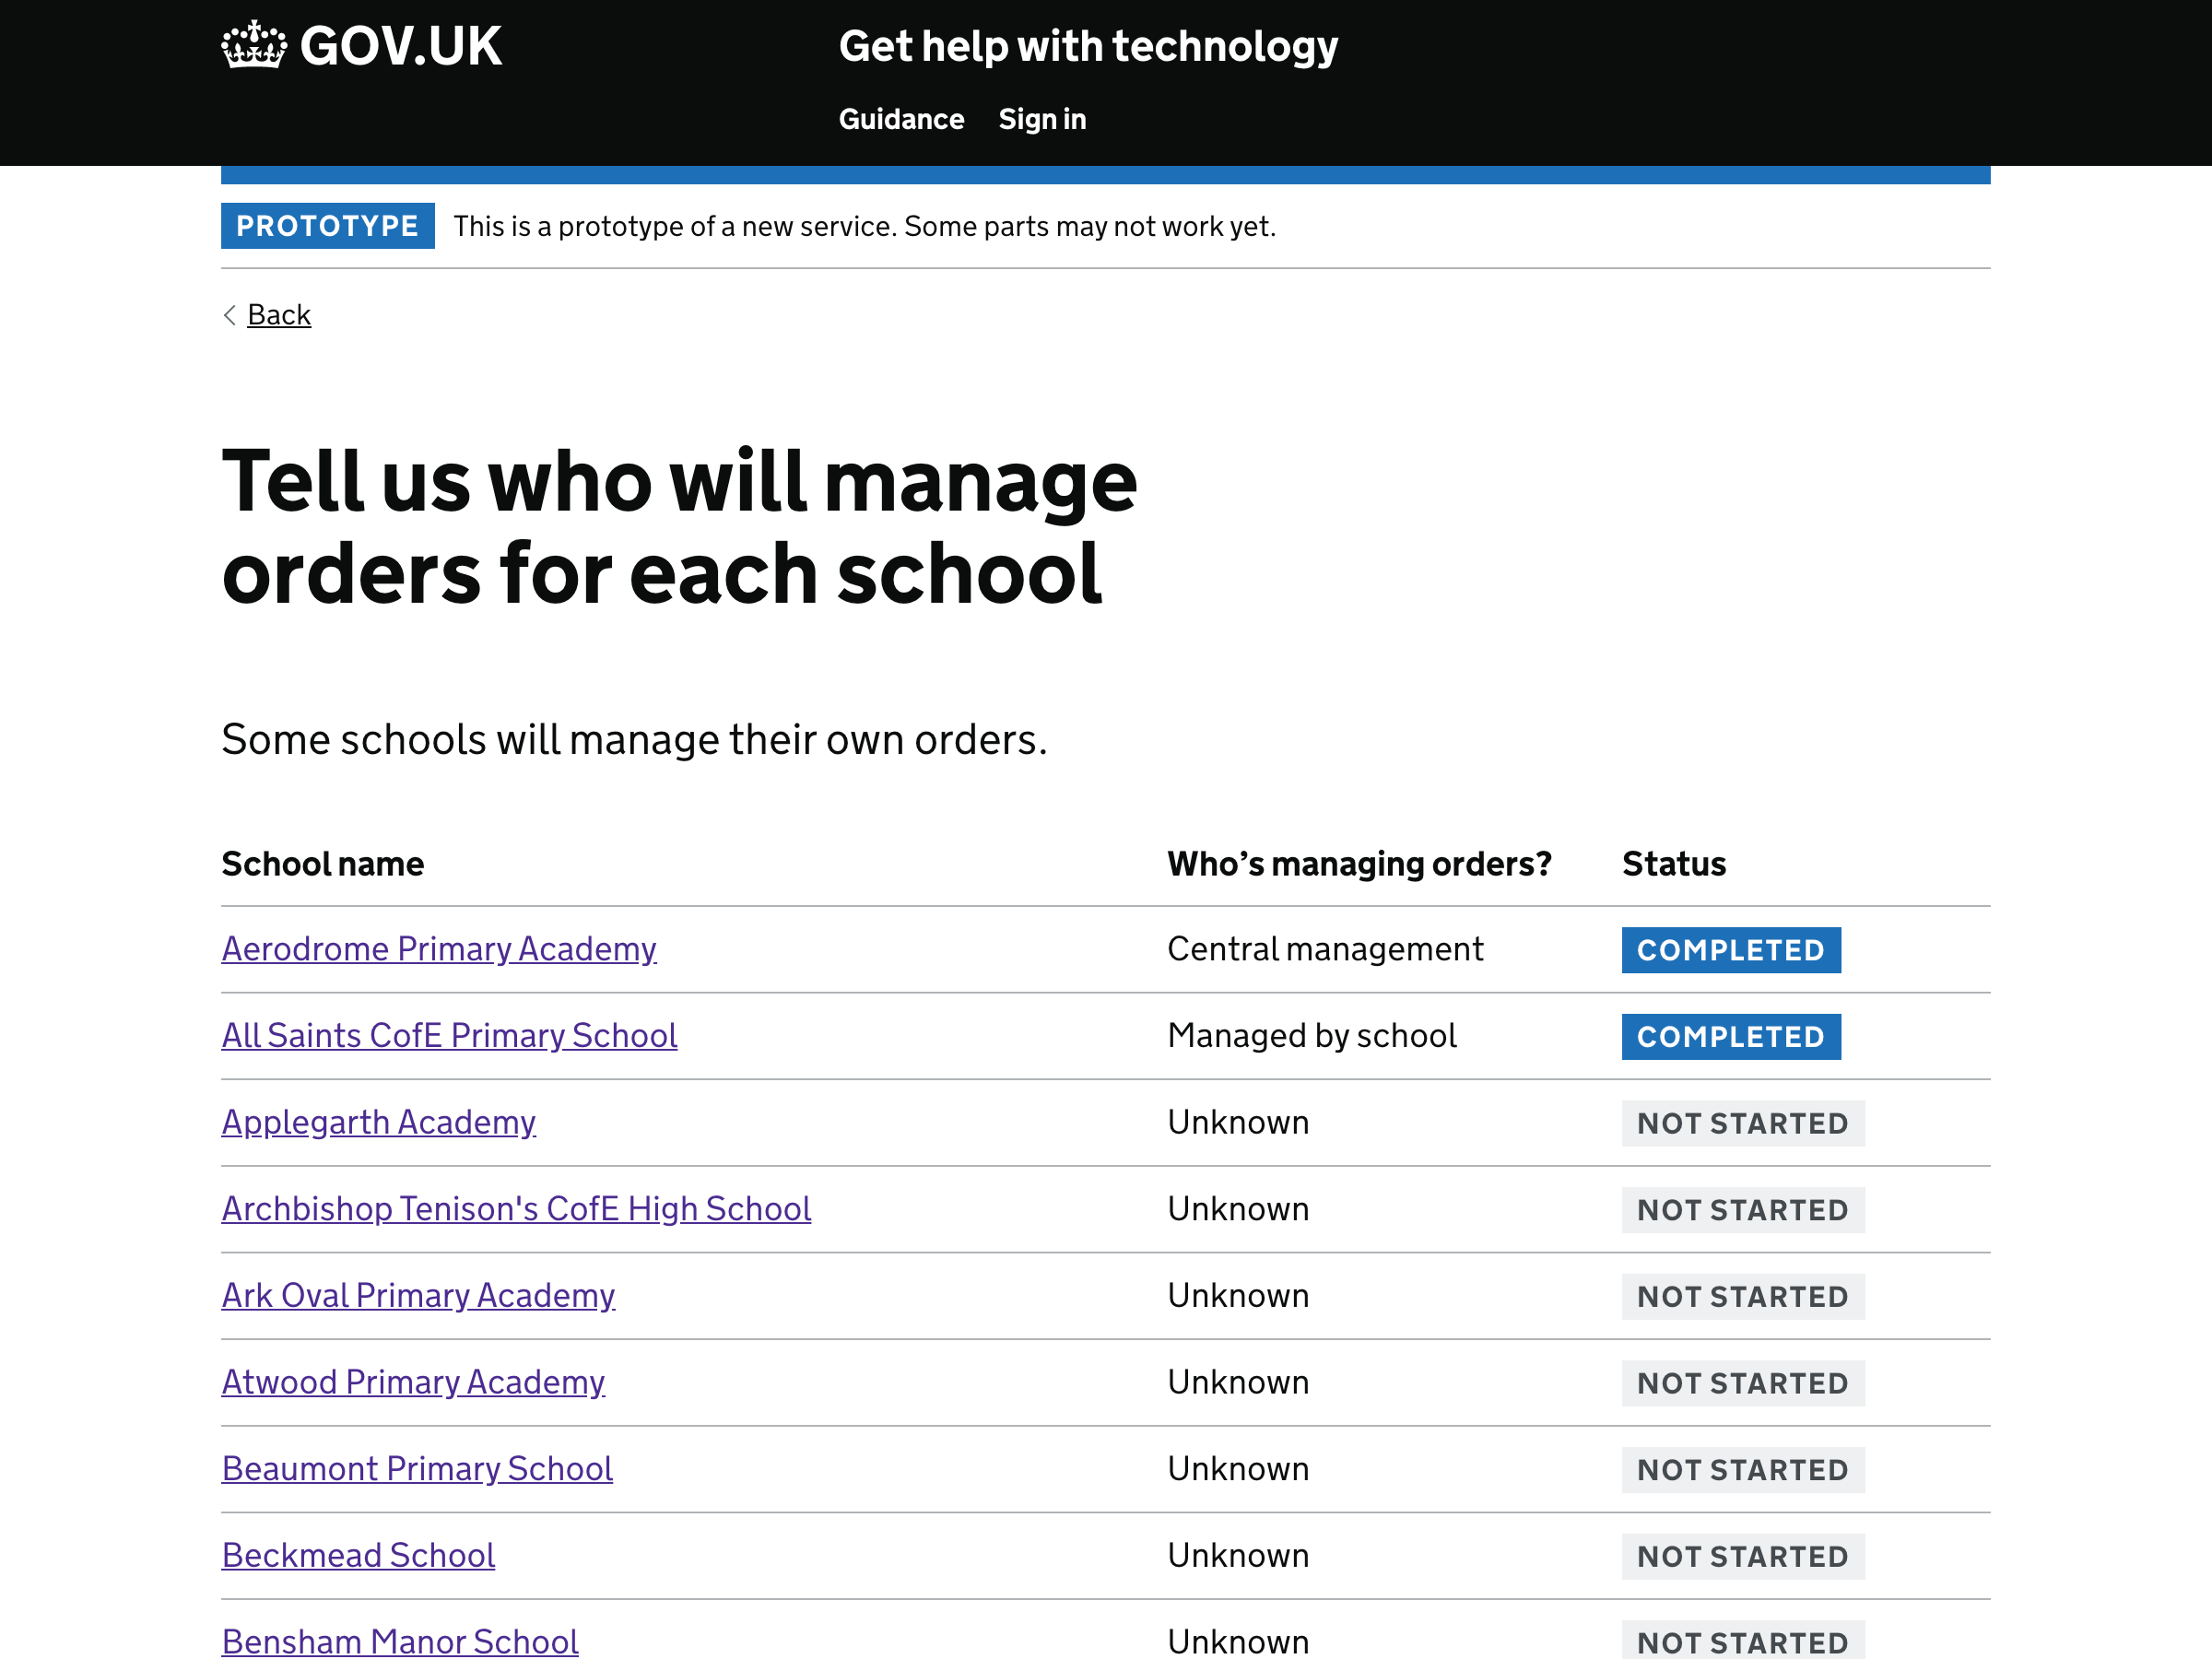 GOV.UK
Get help with technology
Guidance Sign in
PROTOTYPE This is a prototype of a new service. Some parts may not work yet.
Back
Tell us who will manage
orders for each school
Some schools will manage their own orders.
School name Who’s managing orders? Status
Aerodrome Primary Academy Central management COMPLETED
All Saints CofE Primary School Managed by school COMPLETED
Applegarth Academy Unknown NOT STARTED
Archbishop Tenison's CofE High School Unknown NOT STARTED
Ark Oval Primary Academy Unknown NOT STARTED
Atwood Primary Academy Unknown NOT STARTED
Beaumont Primary School Unknown NOT STARTED
Beckmead School Unknown NOT STARTED
Bensham Manor School Unknown NOT STARTED